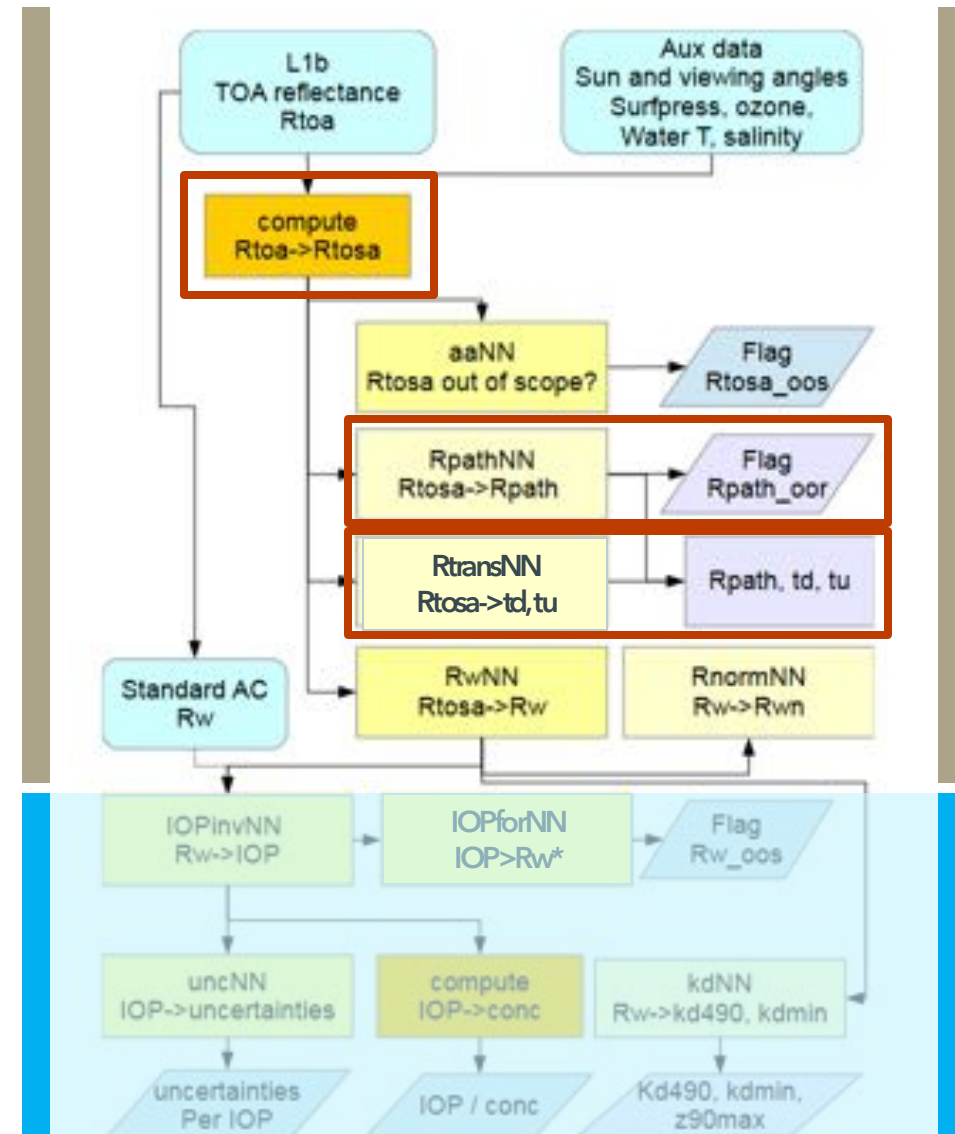 L1b
TOA reflectance
Rtoa
Aux data
Sun and viewing angles
Surfpress, ozone,
Water T, salinity
compute
Rtoa->Rtosa
aaNN
Rtosa out of scope?
Flag
Rtosa_oos
RpathNN
Rtosa->Rpath
Flag
Rpath_oor
RtransNN
Rtosa->td,tu
Rpath, td, tu
Standard AC
Rw
RwNN
Rtosa->Rw
RnormNN
Rw->Rwn
IOPinvNN
Rw->IOP
IOPforNN
IOP>Rw*
Flag
Rw_oos
uncNN
IOP->uncertainties
compute
IOP->conc
kdNN
Rw->kd490, kdmin
uncertainties
Per IOP
IOP / conc
Kd490, kdmin,
z90max